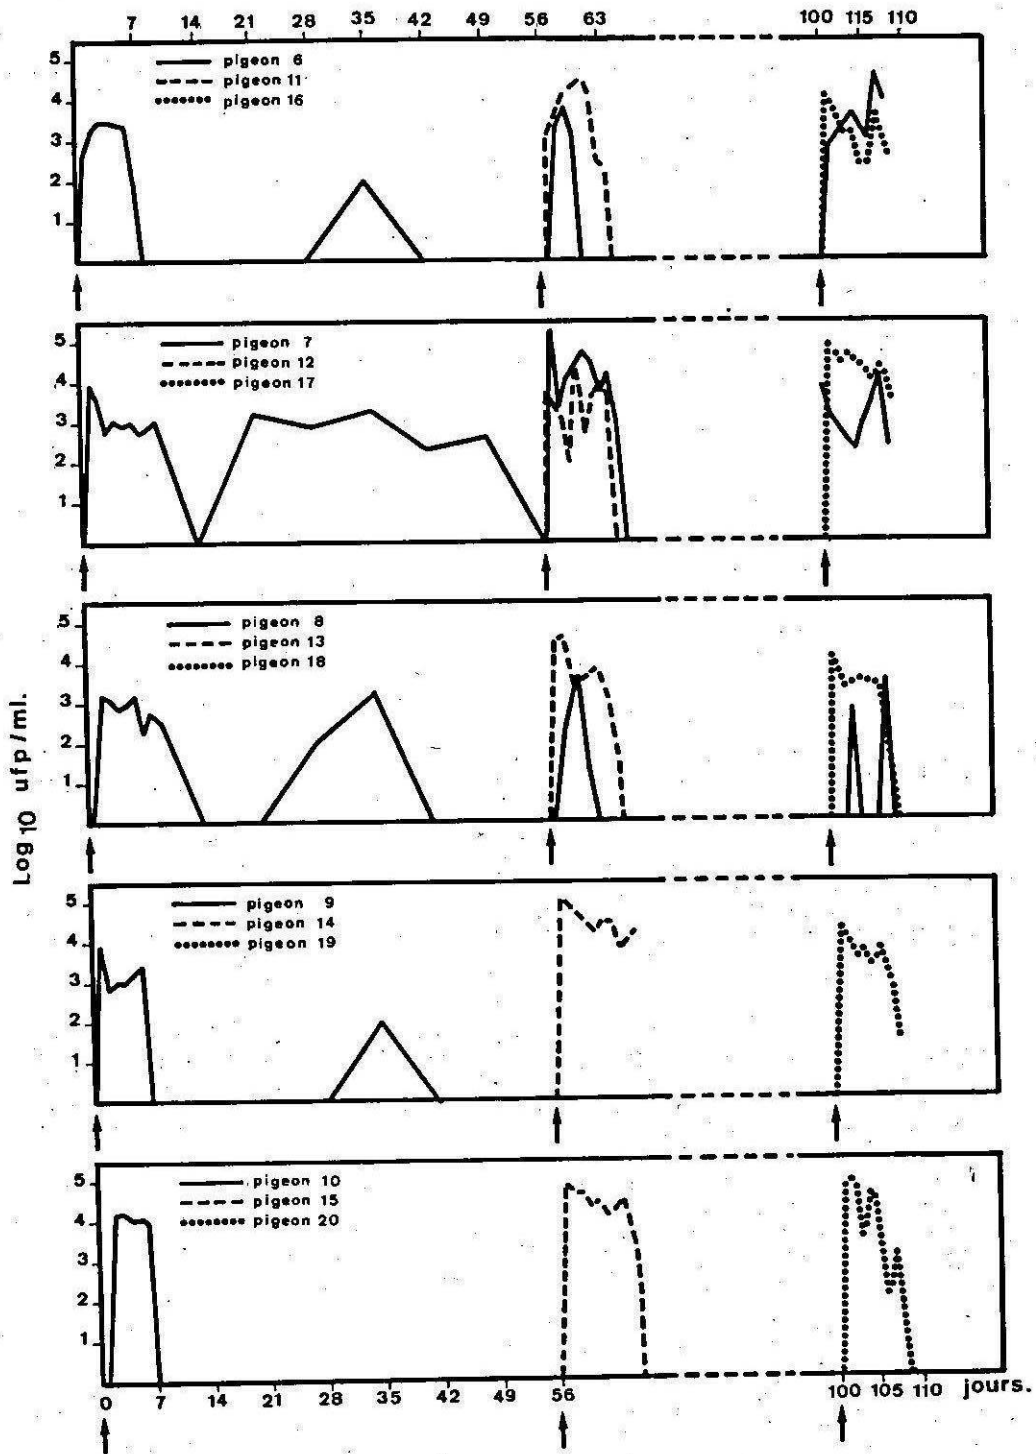 7 14 21 28 35 42 49 56 63 100 115 110
5 pigeon 6
pigeon 11
4 pigeon 16
3
2
1
5 pigeon 7
pigeon 12
4 pigeon 17
3
2
1
5 pigeon 8
pigeon 13
4 pigeon 18
3
2
1
Log10 ufp/ml.
5 pigeon 9
pigeon 14
4 pigeon 19
3
2
1
5 pigeon 10
pigeon 15
4 pigeon 20
3
2
1
0 7 14 21 28 35 42 49 56 100 105 110 jours.